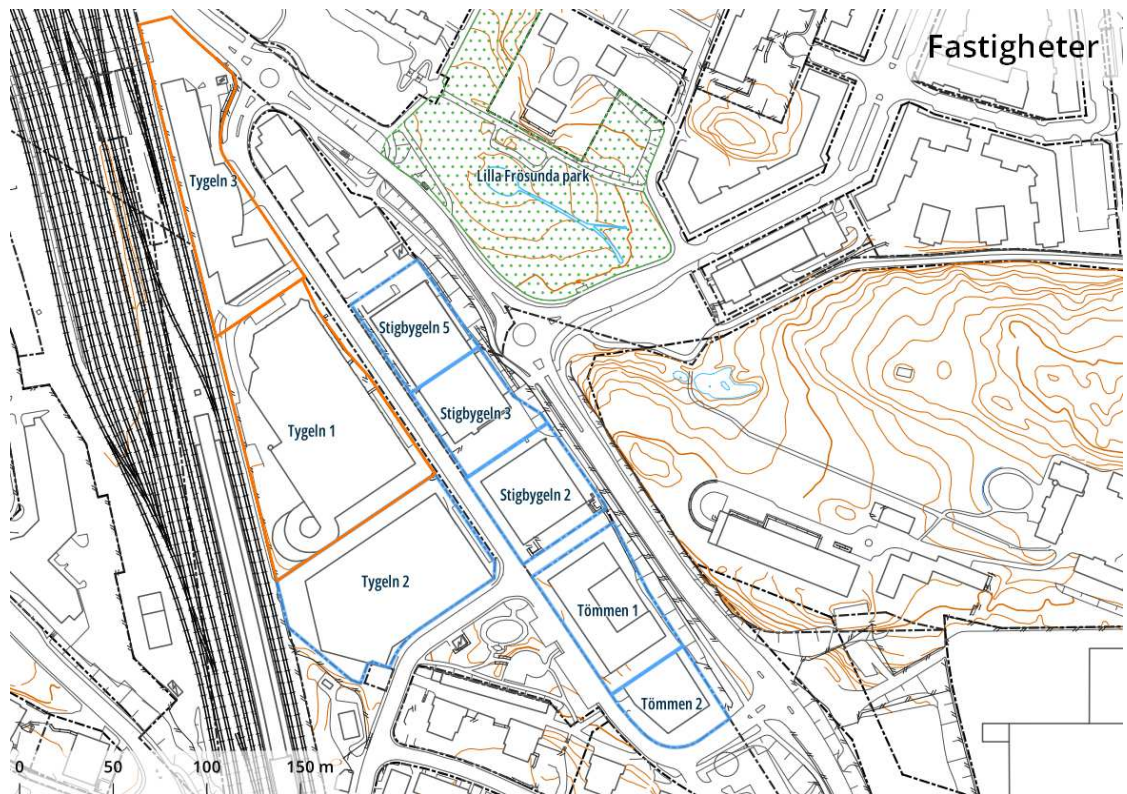 Fastigheter
Lilla Frösunda park
Tygeln 3
Stigbygeln 5
Stigbygeln 3
Tygeln 1
Stigbygeln 2
Tygeln 2
Tömmen 1
Tömmen 2
0 50 100 150 m